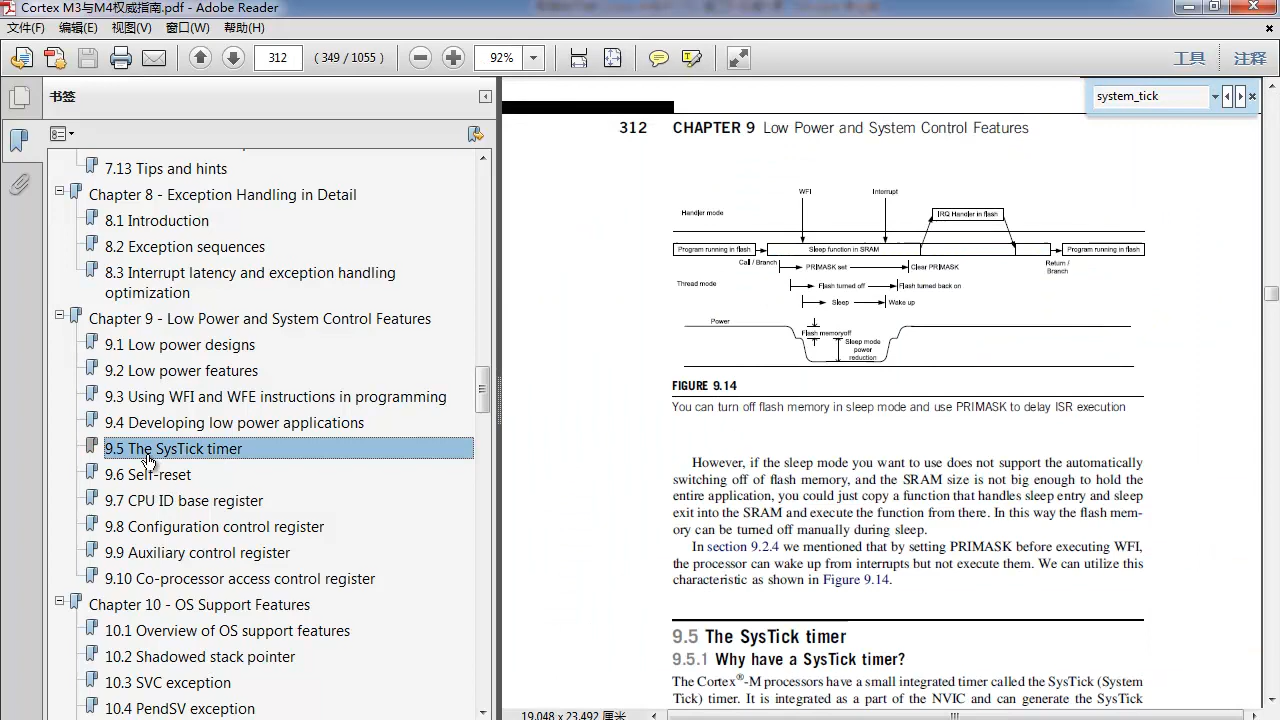 Cortex M3与M4权威指南.pdf - Adobe Reader
文件(F) 编辑(E) 视图(V) 窗口(W) 帮助(H)
312 (349 / 1055) 92% 工具 注释
书签
system_tick
7.13 Tips and hints
Chapter 8 - Exception Handling in Detail
8.1 Introduction
8.2 Exception sequences
8.3 Interrupt latency and exception handling
optimization
Chapter 9 - Low Power and System Control Features
9.1 Low power designs
9.2 Low power features
9.3 Using WFI and WFE instructions in programming
9.4 Developing low power applications
9.5 The SysTick timer
9.6 Self-reset
9.7 CPU ID base register
9.8 Configuration control register
9.9 Auxiliary control register
9.10 Co-processor access control register
Chapter 10 - OS Support Features
10.1 Overview of OS support features
10.2 Shadowed stack pointer
10.3 SVC exception
10.4 PendSV exception
312 CHAPTER 9 Low Power and System Control Features
WFI Interrupt
Handler mode
IRQ Handler in flash
Program running in flash Sleep function in SRAM Program running in flash
Call / Branch PRIMASK set Clear PRIMASK Return /
Branch
Thread mode Flash turned off Flash turned back on
Sleep Wake up
Power
Flash memoryoff
Sleep mode
power
reduction
FIGURE 9.14
You can turn off flash memory in sleep mode and use PRIMASK to delay ISR execution
However, if the sleep mode you want to use does not support the automatically
switching off of flash memory, and the SRAM size is not big enough to hold the
entire application, you could just copy a function that handles sleep entry and sleep
exit into the SRAM and execute the function from there. In this way the flash mem-
ory can be turned off manually during sleep.
In section 9.2.4 we mentioned that by setting PRIMASK before executing WFI,
the processor can wake up from interrupts but not execute them. We can utilize this
characteristic as shown in Figure 9.14.
9.5 The SysTick timer
9.5.1 Why have a SysTick timer?
The Cortex®-M processors have a small integrated timer called the SysTick (System
Tick) timer. It is integrated as a part of the NVIC and can generate the SysTick
19.048 x 23.492 厘米